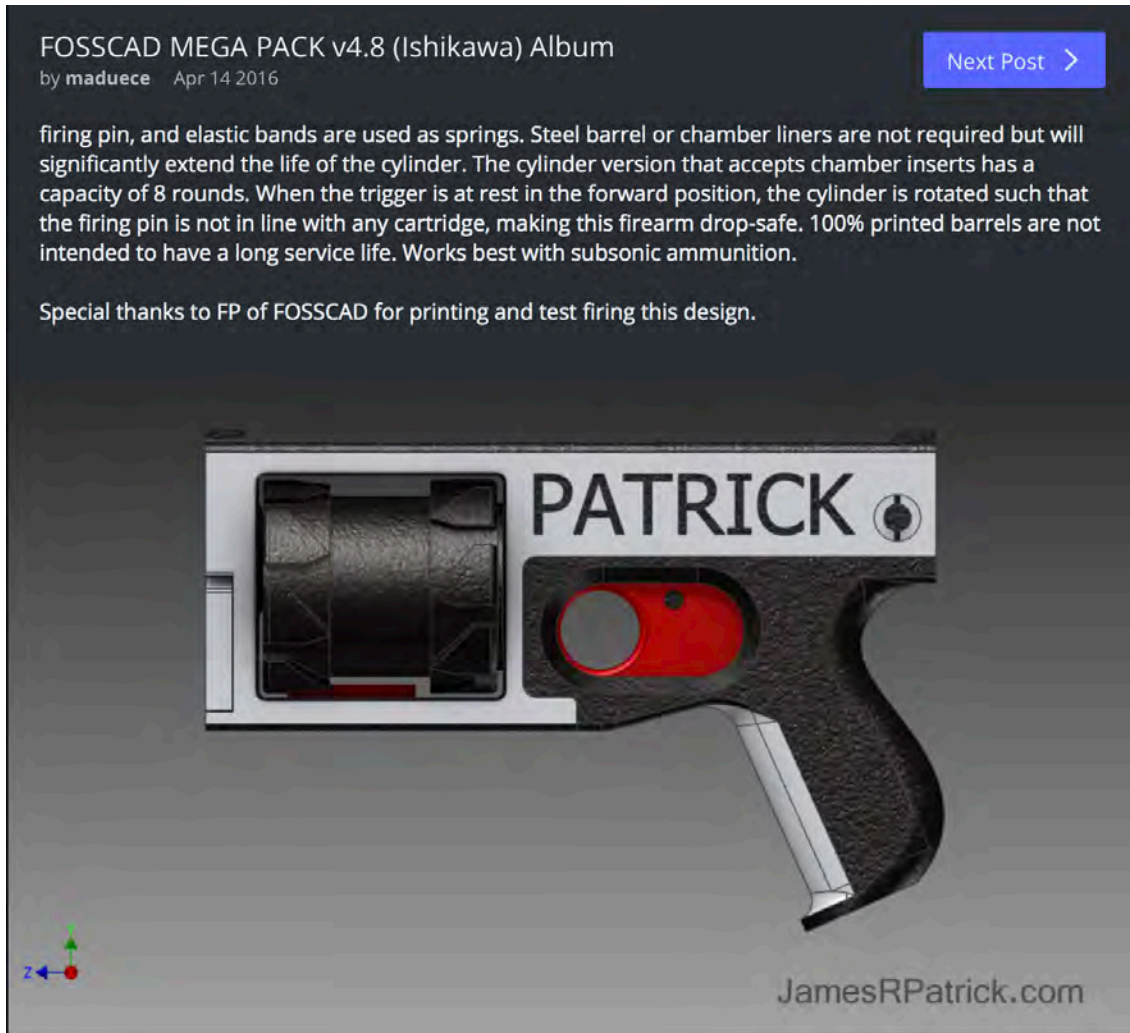 FOSSCAD MEGA PACK v4.8 (Ishikawa) Album
by maduece Apr 14 2016
Next Post
firing pin, and elastic bands are used as springs. Steel barrel or chamber liners are not required but will
significantly extend the life of the cylinder. The cylinder version that accepts chamber inserts has a
capacity of 8 rounds. When the trigger is at rest in the forward position, the cylinder is rotated such that
the firing pin is not in line with any cartridge, making this firearm drop-safe. 100% printed barrels are not
intended to have a long service life. Works best with subsonic ammunition.
Special thanks to FP of FOSSCAD for printing and test firing this design.
PATRICK
Y
Z
JamesRPatrick.com